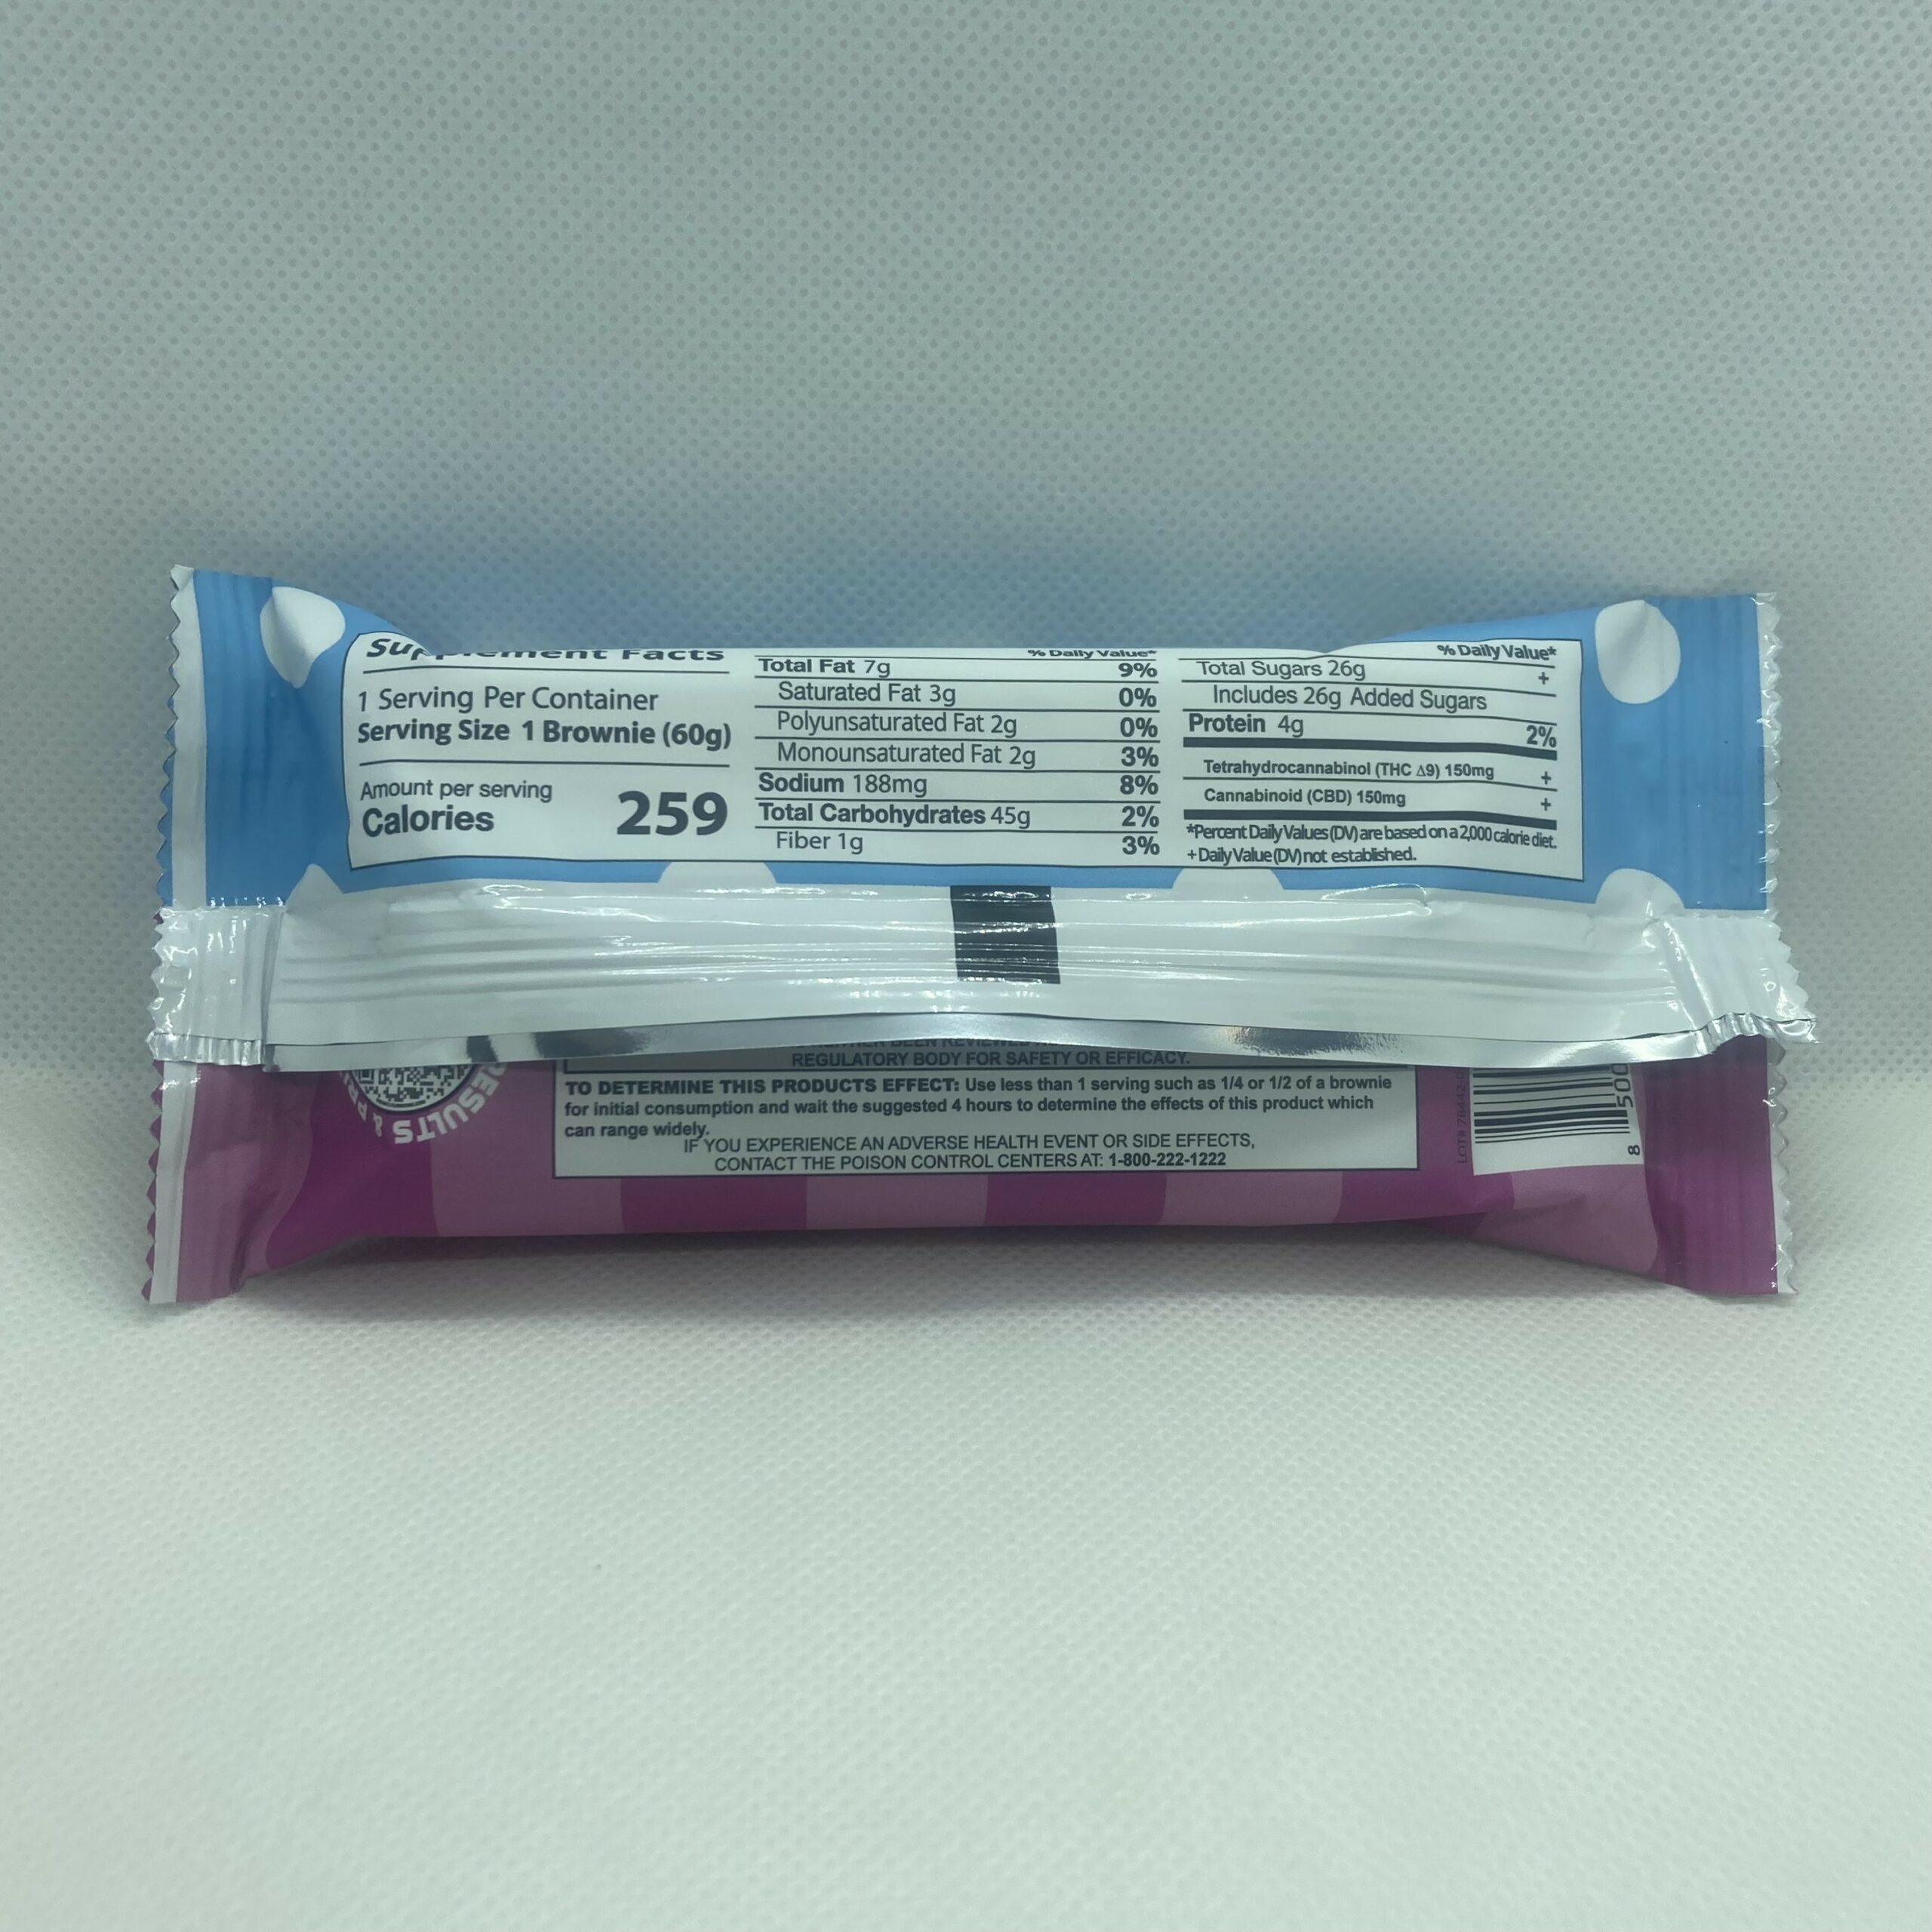 Supplement Facts
1 Serving Per Container
Serving Size 1 Brownie (60g)
Amount per serving
Calories 259
% Daily Value*
Total Fat 7g 9%
Saturated Fat 3g 0%
Polyunsaturated Fat 2g 0%
Monounsaturated Fat 2g 3%
Sodium 188mg 8%
Total Carbohydrates 45g 2%
Fiber 1g 3%
% Daily Value*
Total Sugars 26g +
Includes 26g Added Sugars
Protein 4g 2%
Tetrahydrocannabinol (THC Δ9) 150mg +
Cannabinoid (CBD) 150mg +
*Percent Daily Values (DV) are based on a 2,000 calorie diet.
+ Daily Value (DV) not established.
BEEN REVIEWED
REGULATORY BODY FOR SAFETY OR EFFICACY.
TO DETERMINE THIS PRODUCTS EFFECT: Use less than 1 serving such as 1/4 or 1/2 of a brownie
for initial consumption and wait the suggested 4 hours to determine the effects of this product which
can range widely.
IF YOU EXPERIENCE AN ADVERSE HEALTH EVENT OR SIDE EFFECTS,
CONTACT THE POISON CONTROL CENTERS AT: 1-800-222-1222
RESULTS &
LOT#
8 500